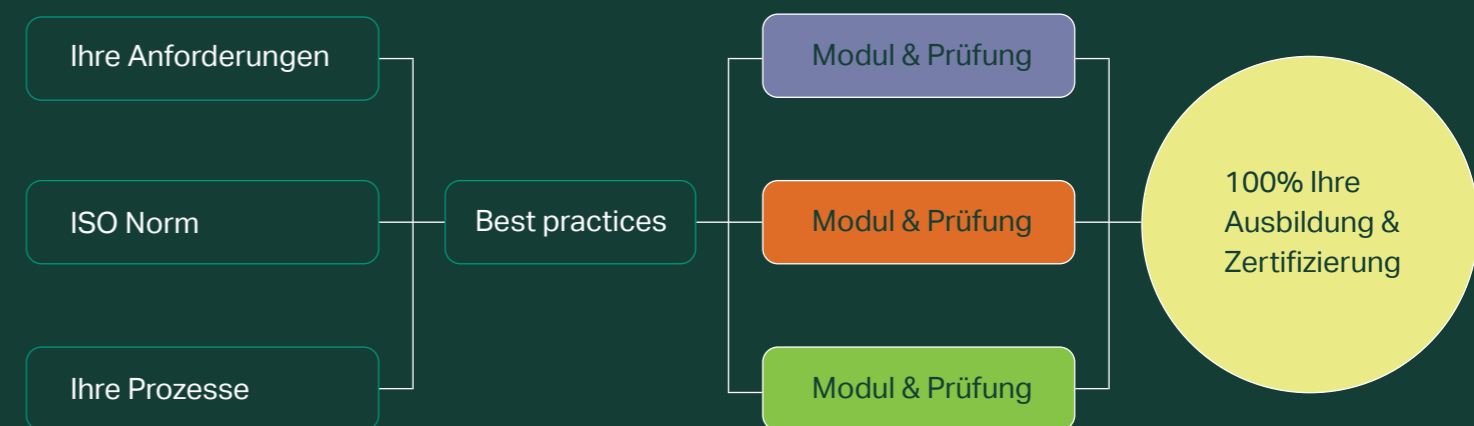 Ihre Anforderungen
ISO Norm
Ihre Prozesse
Best practices
Modul & Prüfung
Modul & Prüfung
Modul & Prüfung
100% Ihre
Ausbildung &
Zertifizierung